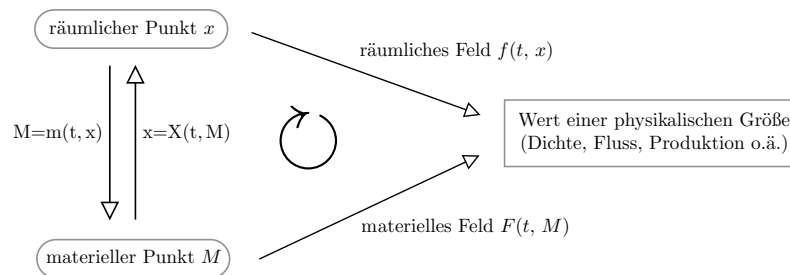 räumlicher Punkt x
räumliches Feld f(t, x)
M=m(t, x)
x=X(t, M)
Wert einer physikalischen Größe
(Dichte, Fluss, Produktion o.ä.)
materielles Feld F(t, M)
materieller Punkt M